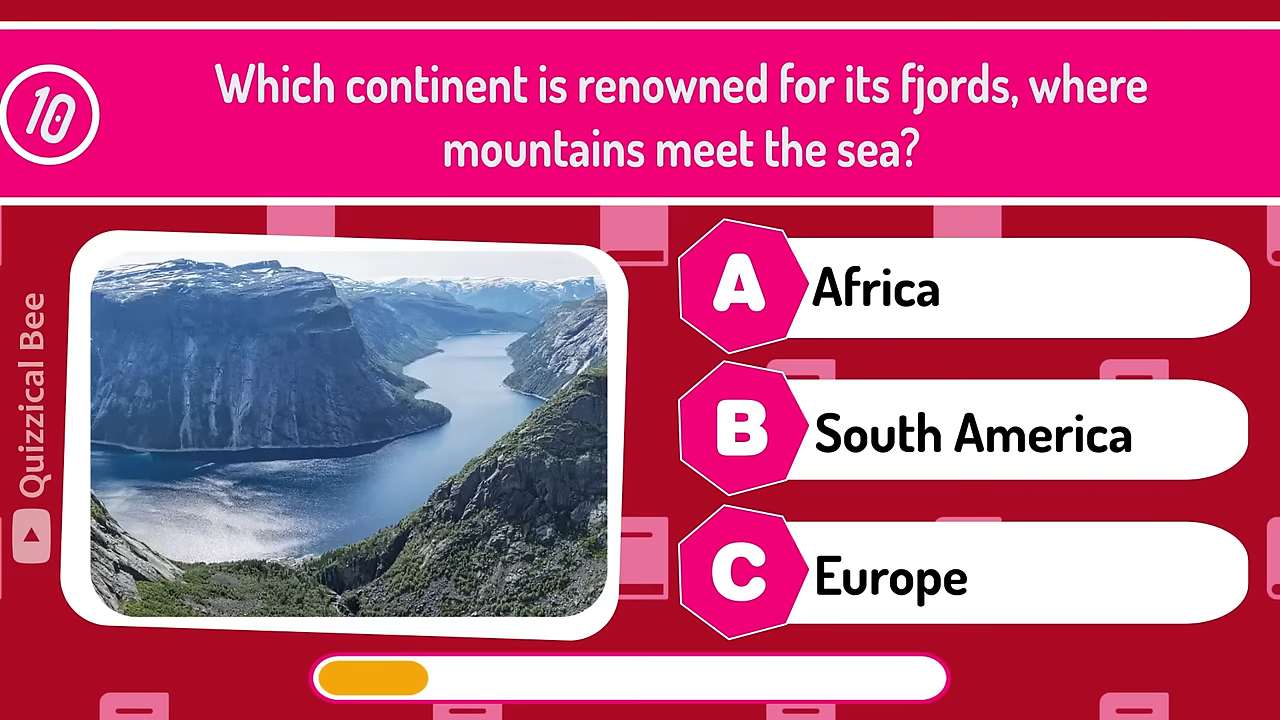 10
Which continent is renowned for its fjords, where
mountains meet the sea?
Quizzical Bee
A
Africa
B
South America
C
Europe